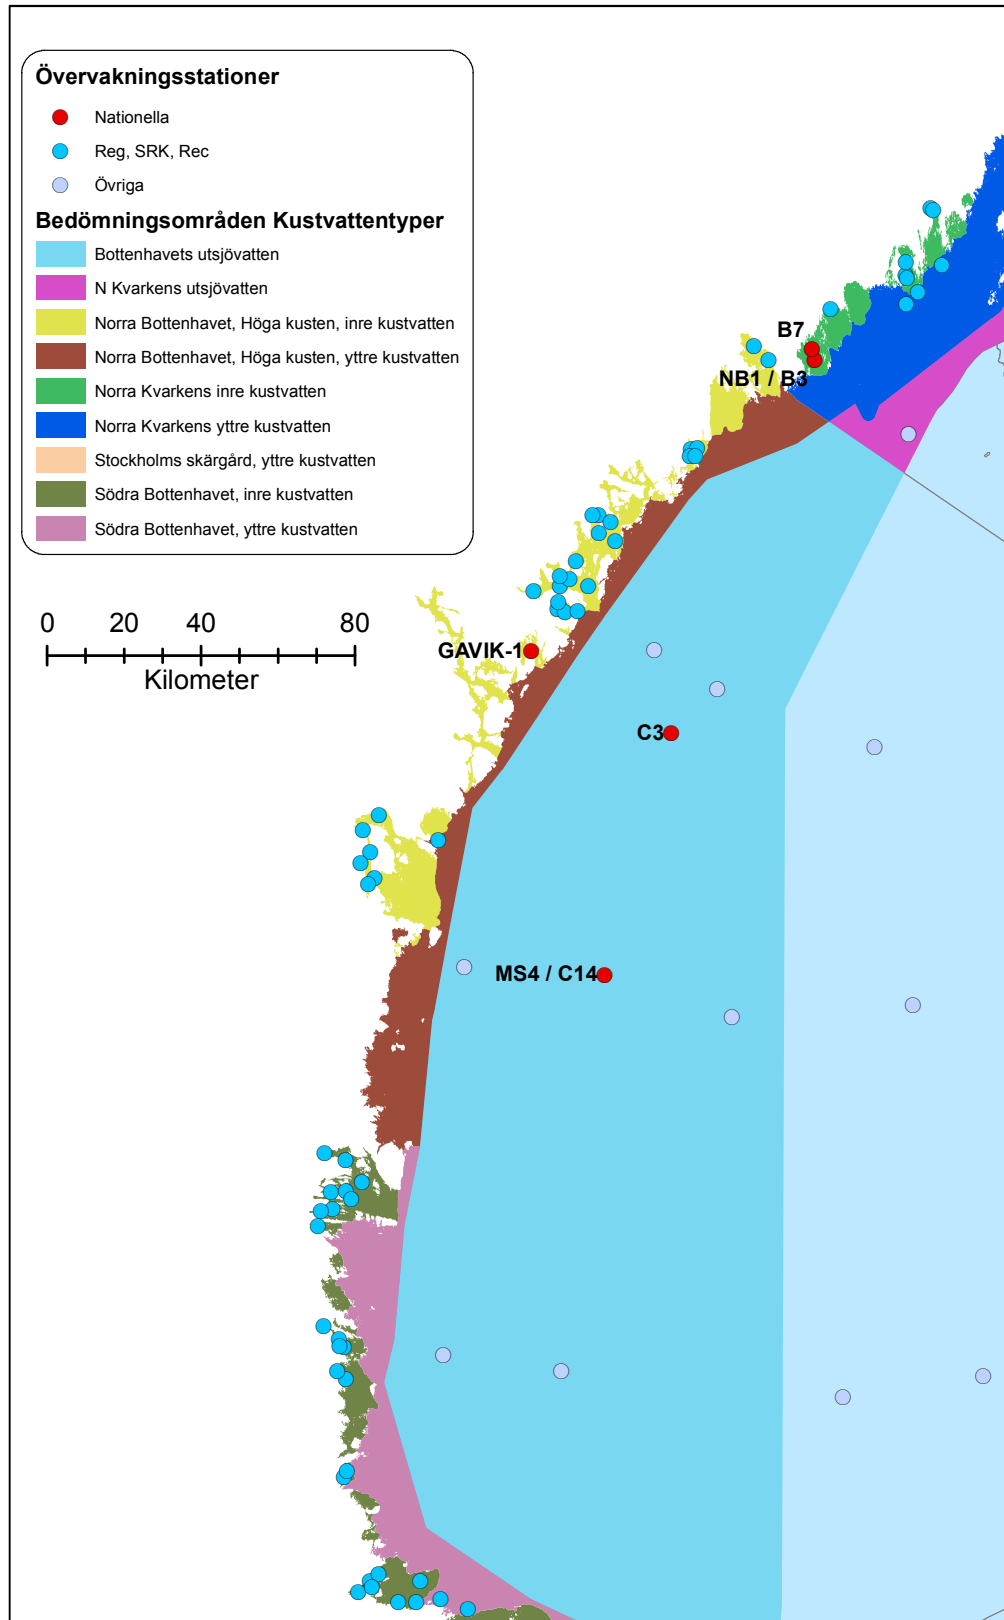 Övervakningsstationer
Nationella
Reg, SRK, Rec
Övriga
Bedömningsområden Kustvattentyper
Bottenhavets utsjövatten
N Kvarkens utsjövatten
Norra Bottenhavet, Höga kusten, inre kustvatten
Norra Bottenhavet, Höga kusten, yttre kustvatten
Norra Kvarkens inre kustvatten
Norra Kvarkens yttre kustvatten
Stockholms skärgård, yttre kustvatten
Södra Bottenhavet, inre kustvatten
Södra Bottenhavet, yttre kustvatten
0 20 40 80
Kilometer
B7
NB1 / B3
GAVIK-1
C3
MS4 / C14